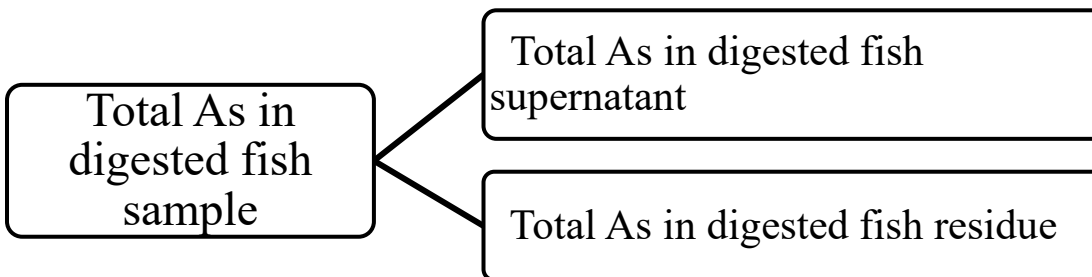 Total As in
digested fish
sample
Total As in digested fish
supernatant
Total As in digested fish residue